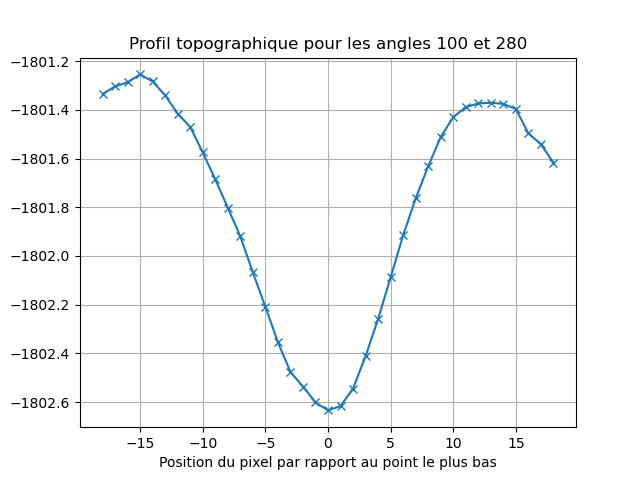 Profil topographique pour les angles 100 et 280
−1801.2
−1801.4
−1801.6
−1801.8
−1802.0
−1802.2
−1802.4
−1802.6
−15 −10 −5 0 5 10 15
Position du pixel par rapport au point le plus bas